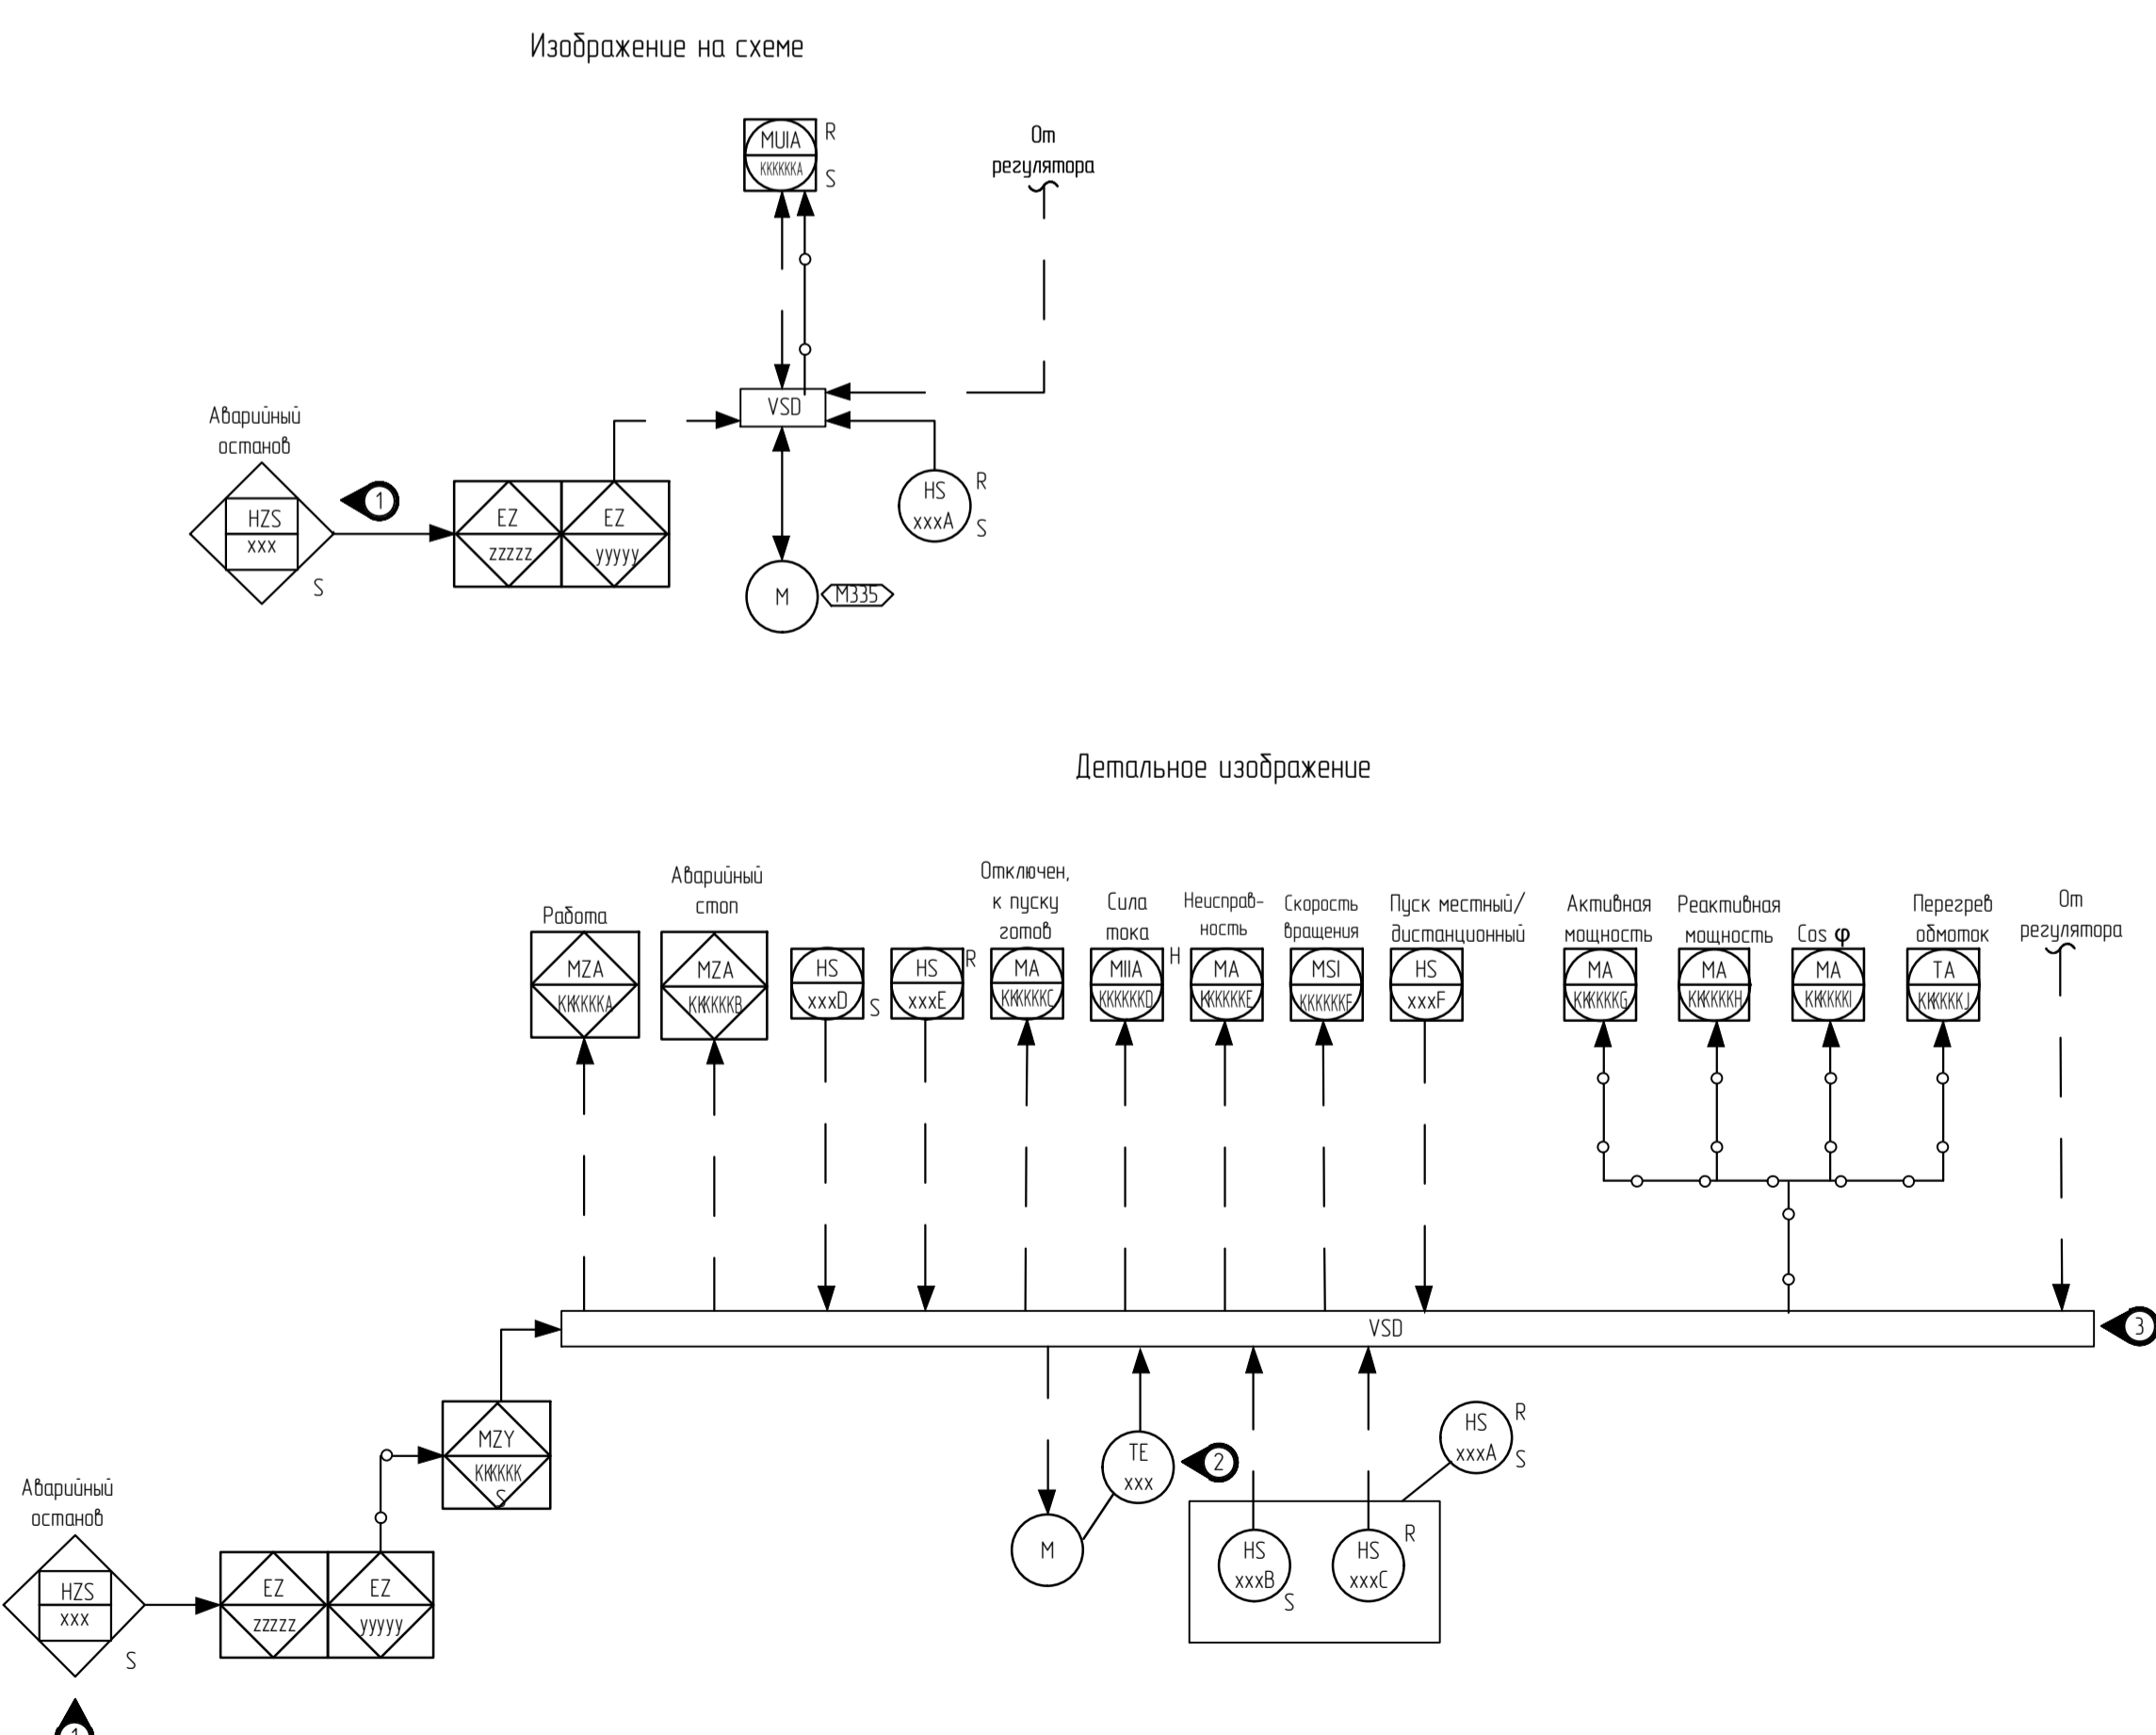 Изображение на схеме
MUIA
KKKKKKA
R
S
От
регулятора
VSD
Аварийный
останов
HZS
xxx
S
1
EZ
zzzzz
EZ
yyyyy
HS
xxxA
R
S
M
M335
Детальное изображение
Работа
MZA
KKKKKKA
Аварийный
стоп
MZA
KKKKKKB
HS
xxxD
S
HS
xxxE
R
Отключен,
к пуску
готов
MA
KKKKKKC
Сила
тока
MIIA
KKKKKKD
H
Неисправ-
ность
MA
KKKKKKE
Скорость
вращения
MSI
KKKKKKF
Пуск местный/
дистанционный
HS
xxxF
Активная
мощность
MA
KKKKKKG
Реактивная
мощность
MA
KKKKKKH
Cos φ
MA
KKKKKKI
Перегрев
обмоток
TA
KKKKKKJ
От
регулятора
VSD
3
MZY
KKKKKK
S
Аварийный
останов
HZS
xxx
S
1
EZ
zzzzz
EZ
yyyyy
TE
xxx
2
M
HS
xxxA
R
S
HS
xxxB
S
HS
xxxC
R